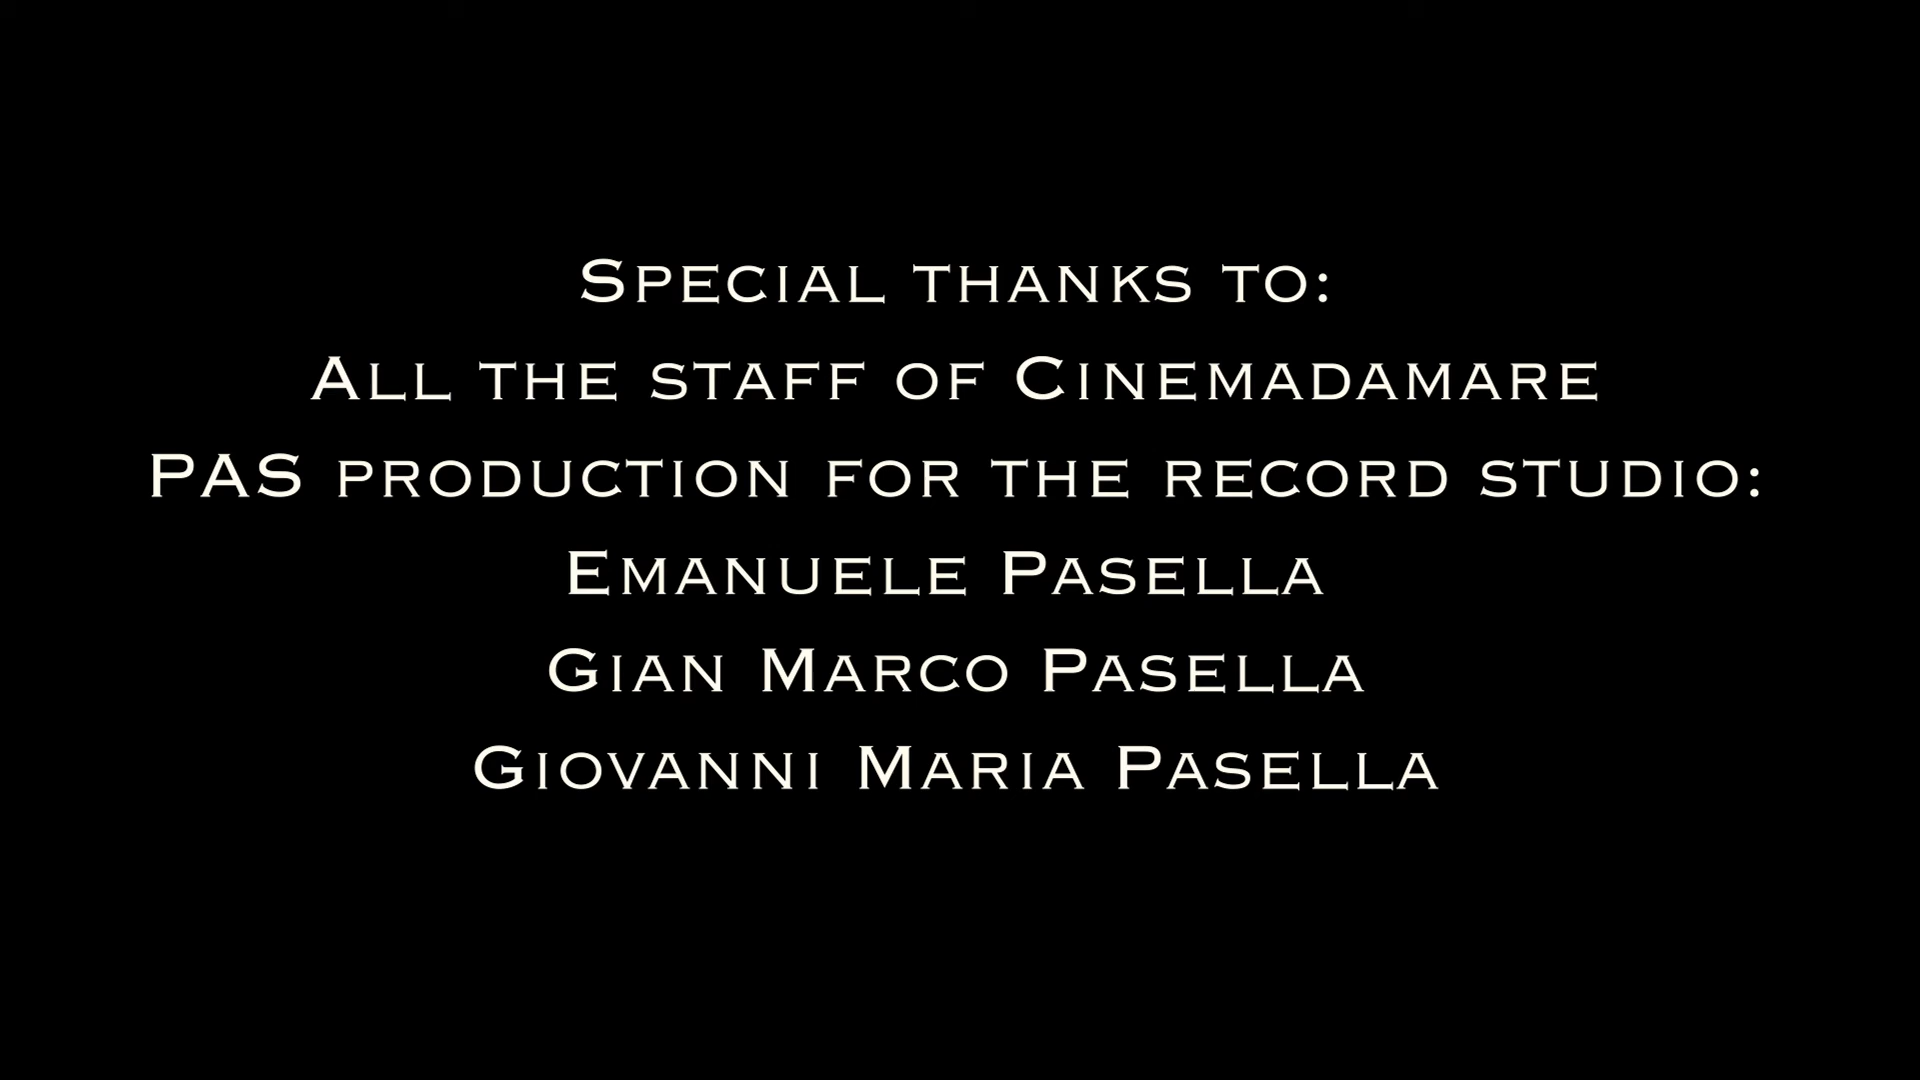 Special thanks to:
All the staff of Cinemadamare
PAS production for the record studio:
Emanuele Pasella
Gian Marco Pasella
Giovanni Maria Pasella